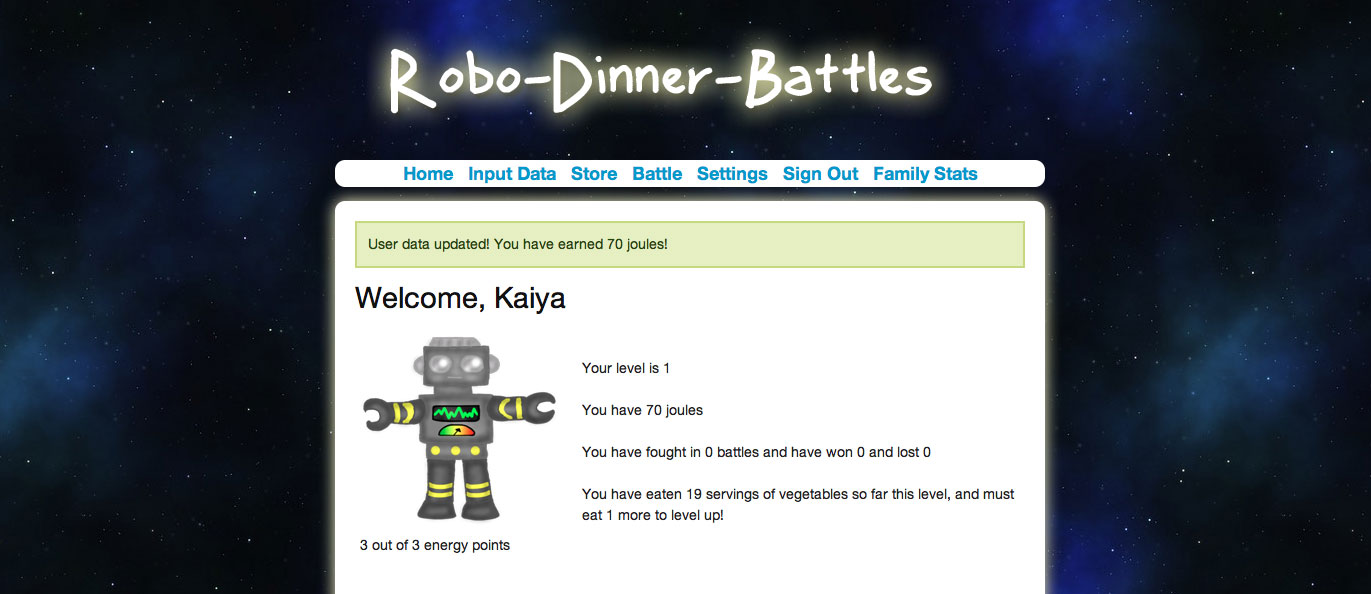 Robo-Dinner-Battles
Home Input Data Store Battle Settings Sign Out Family Stats
User data updated! You have earned 70 joules!
Welcome, Kaiya
Your level is 1
You have 70 joules
You have fought in 0 battles and have won 0 and lost 0
You have eaten 19 servings of vegetables so far this level, and must
eat 1 more to level up!
3 out of 3 energy points